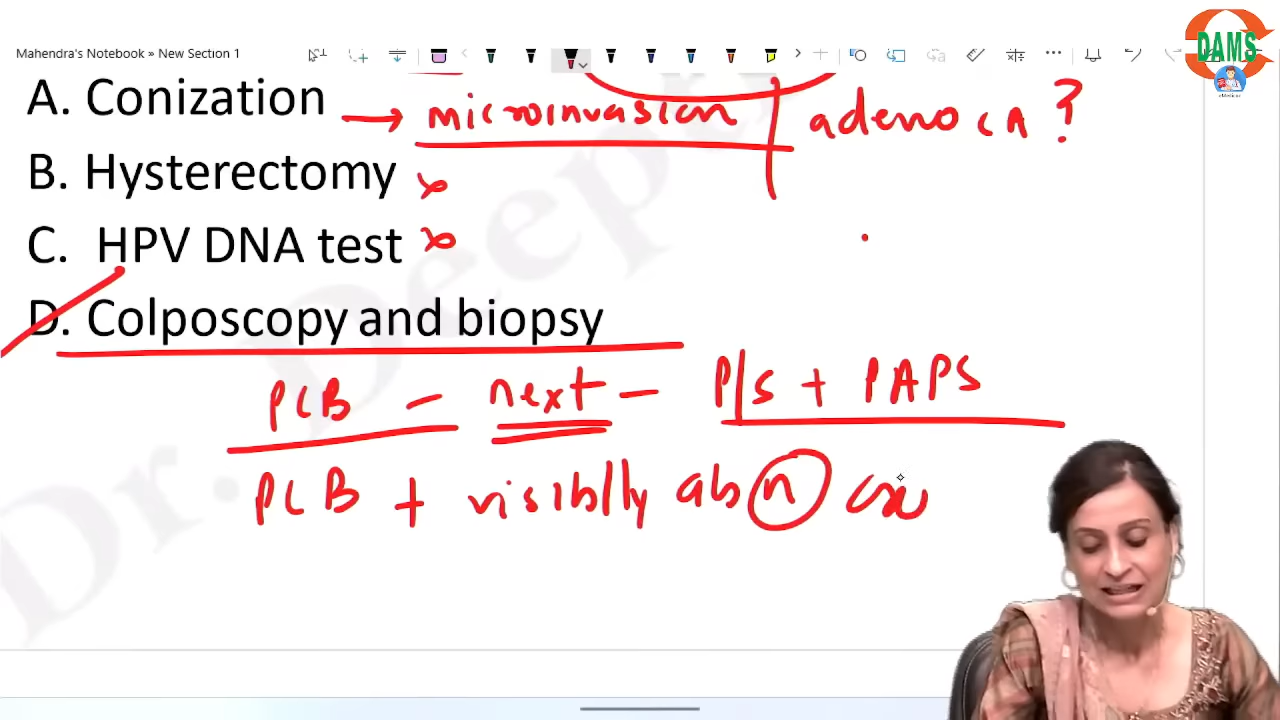 Mahendra's Notebook » New Section 1
DAMS
A. Conization → microinvasion | adeno CA ?
B. Hysterectomy x
C. HPV DNA test x
D. Colposcopy and biopsy
PCB - next - P/S + PAPS
PCB + visiblly abn cx